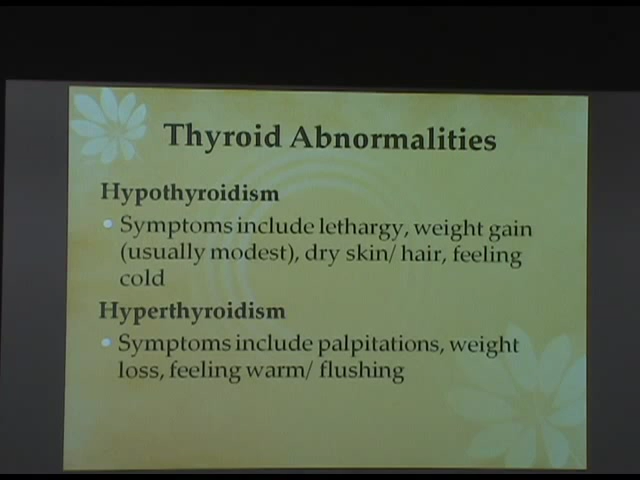 Thyroid Abnormalities
Hypothyroidism
Symptoms include lethargy, weight gain
(usually modest), dry skin/ hair, feeling
cold
Hyperthyroidism
Symptoms include palpitations, weight
loss, feeling warm/ flushing